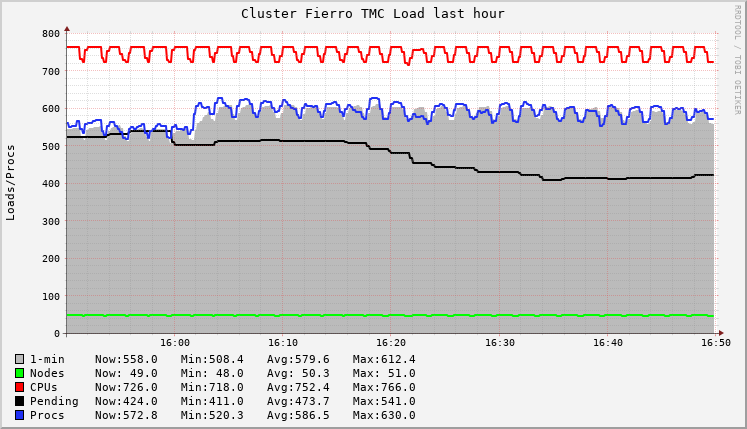 Cluster Fierro TMC Load last hour
RRDTOOL / TOBI OETIKER
Loads/Procs
800
700
600
500
400
300
200
100
0
16:00 16:10 16:20 16:30 16:40 16:50
1-min Now:558.0 Min:508.4 Avg:579.6 Max:612.4
Nodes Now: 49.0 Min: 48.0 Avg: 50.3 Max: 51.0
CPUs Now:726.0 Min:718.0 Avg:752.4 Max:766.0
Pending Now:424.0 Min:411.0 Avg:473.7 Max:541.0
Procs Now:572.8 Min:520.3 Avg:586.5 Max:630.0